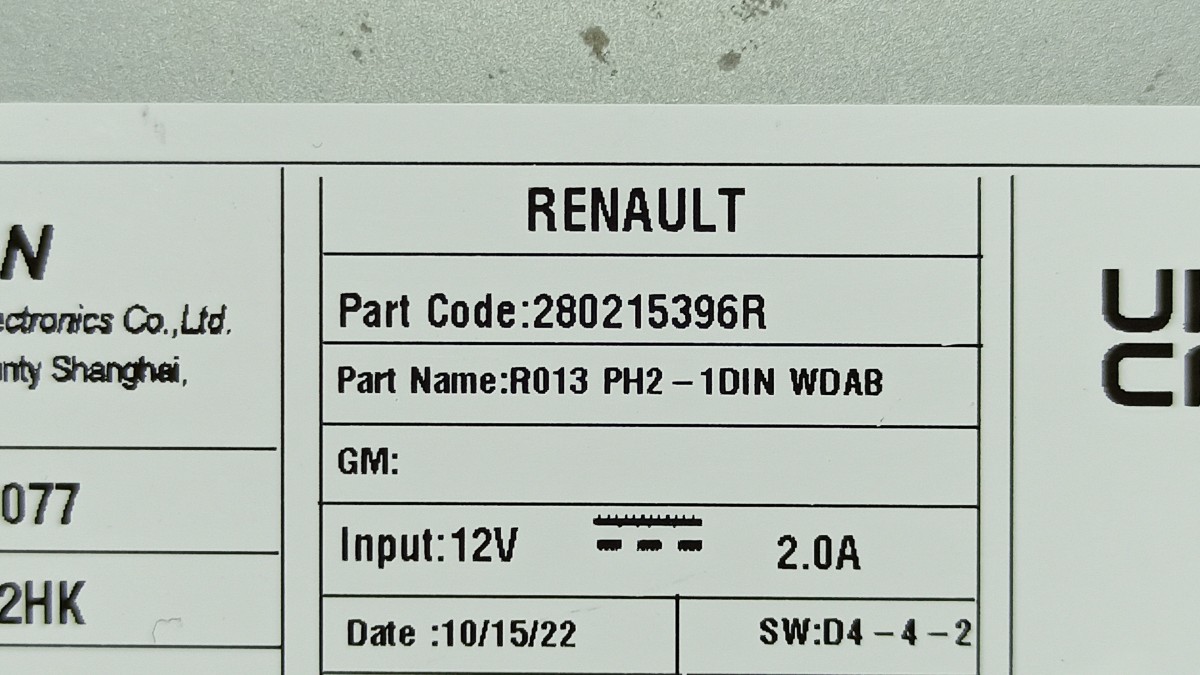 N
ectronics Co.,Ltd.
unty Shanghai,
077
2HK
RENAULT
Part Code:280215396R
Part Name:R013 PH2-1DIN WDAB
GM:
Input:12V 2.0A
Date :10/15/22 SW:D4-4-2
U
C